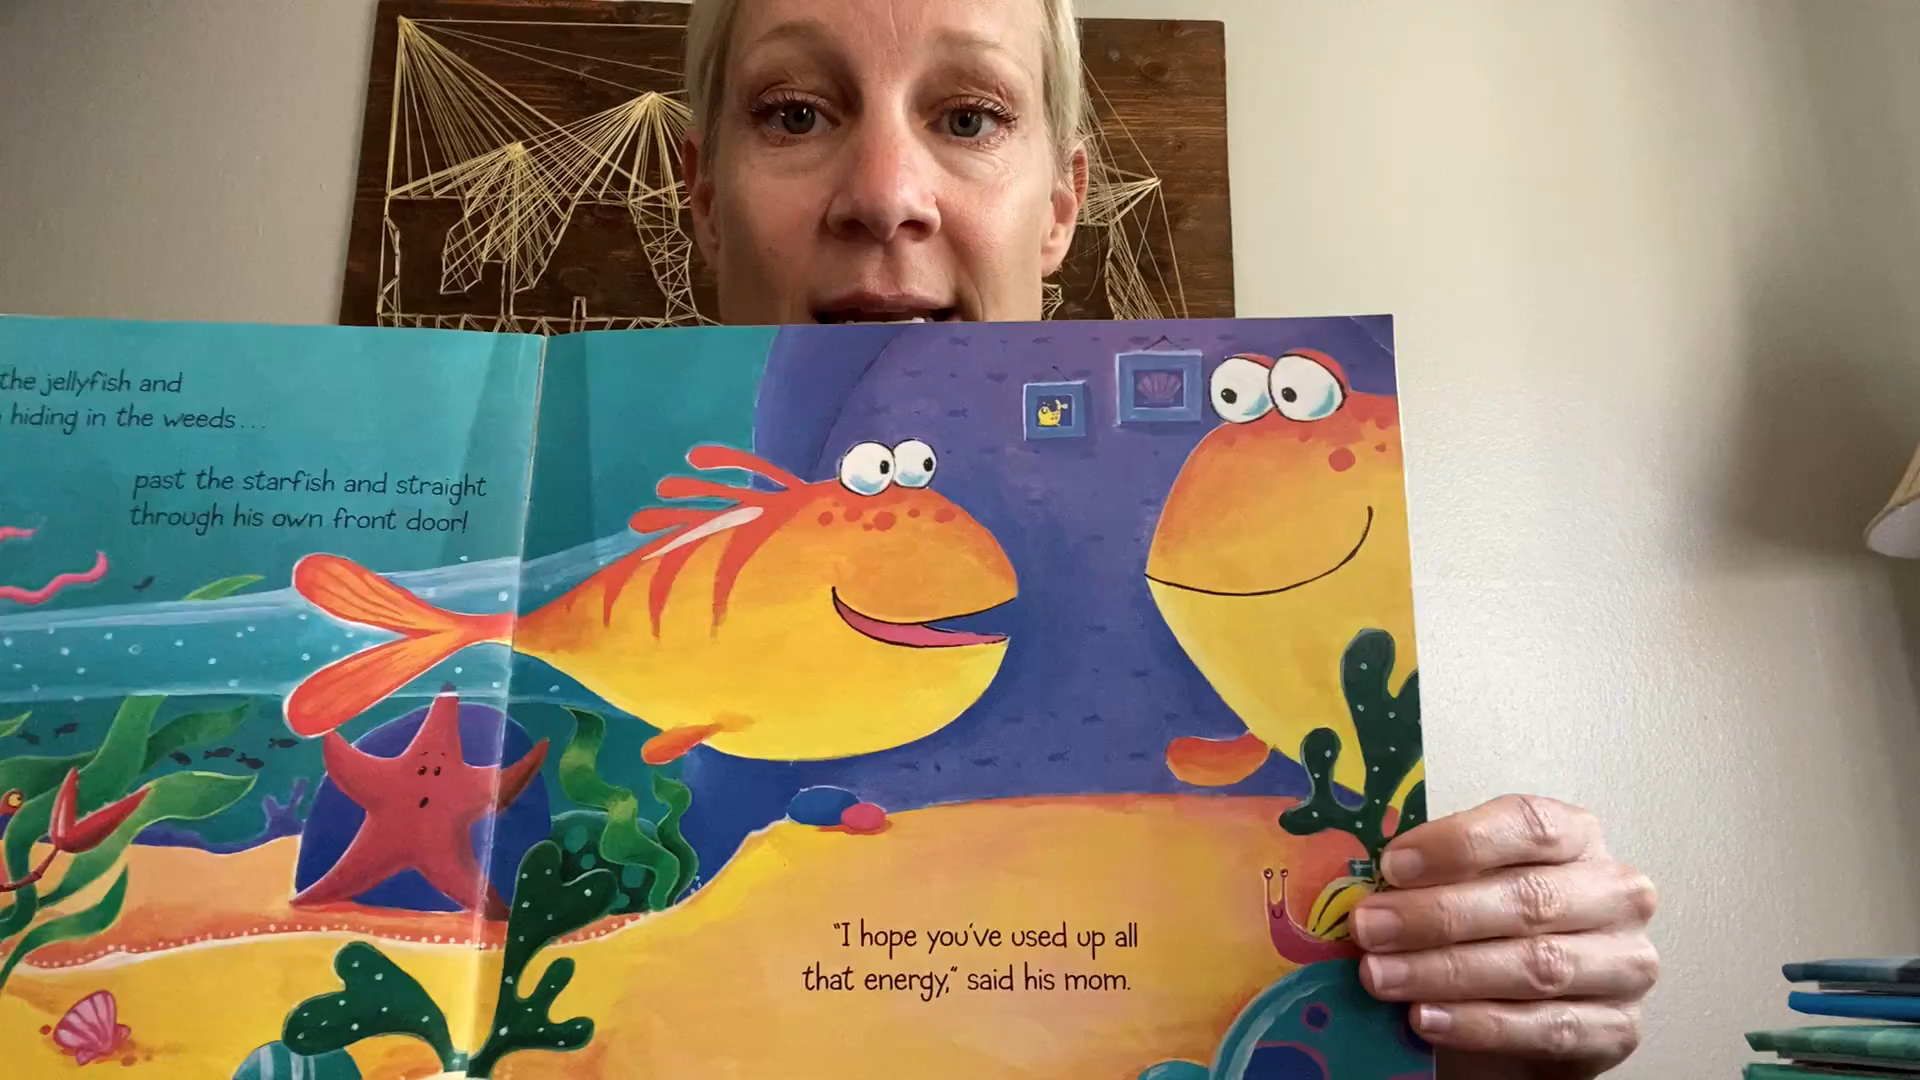 the jellyfish and
hiding in the weeds...
past the starfish and straight
through his own front door!
"I hope you've used up all
that energy," said his mom.